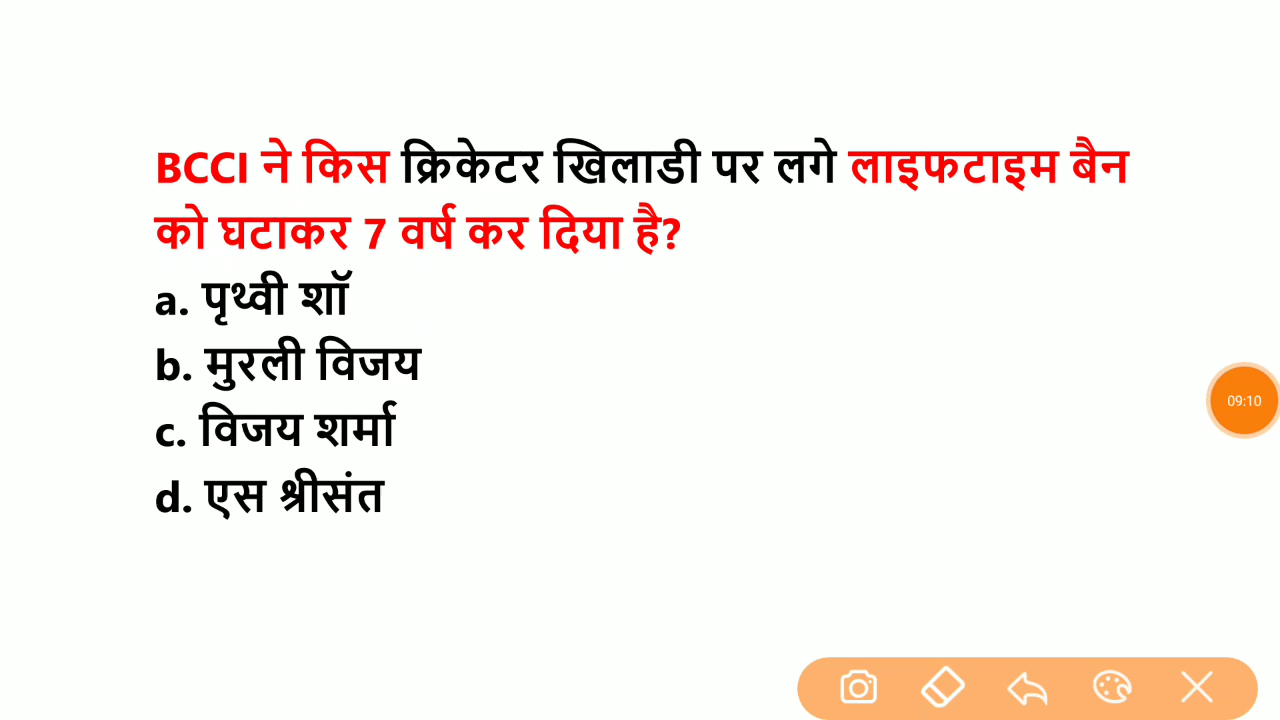 BCCI ने किस क्रिकेटर खिलाडी पर लगे लाइफटाइम बैन
को घटाकर 7 वर्ष कर दिया है?
a. पृथ्वी शॉ
b. मुरली विजय
c. विजय शर्मा
d. एस श्रीसंत
09:10